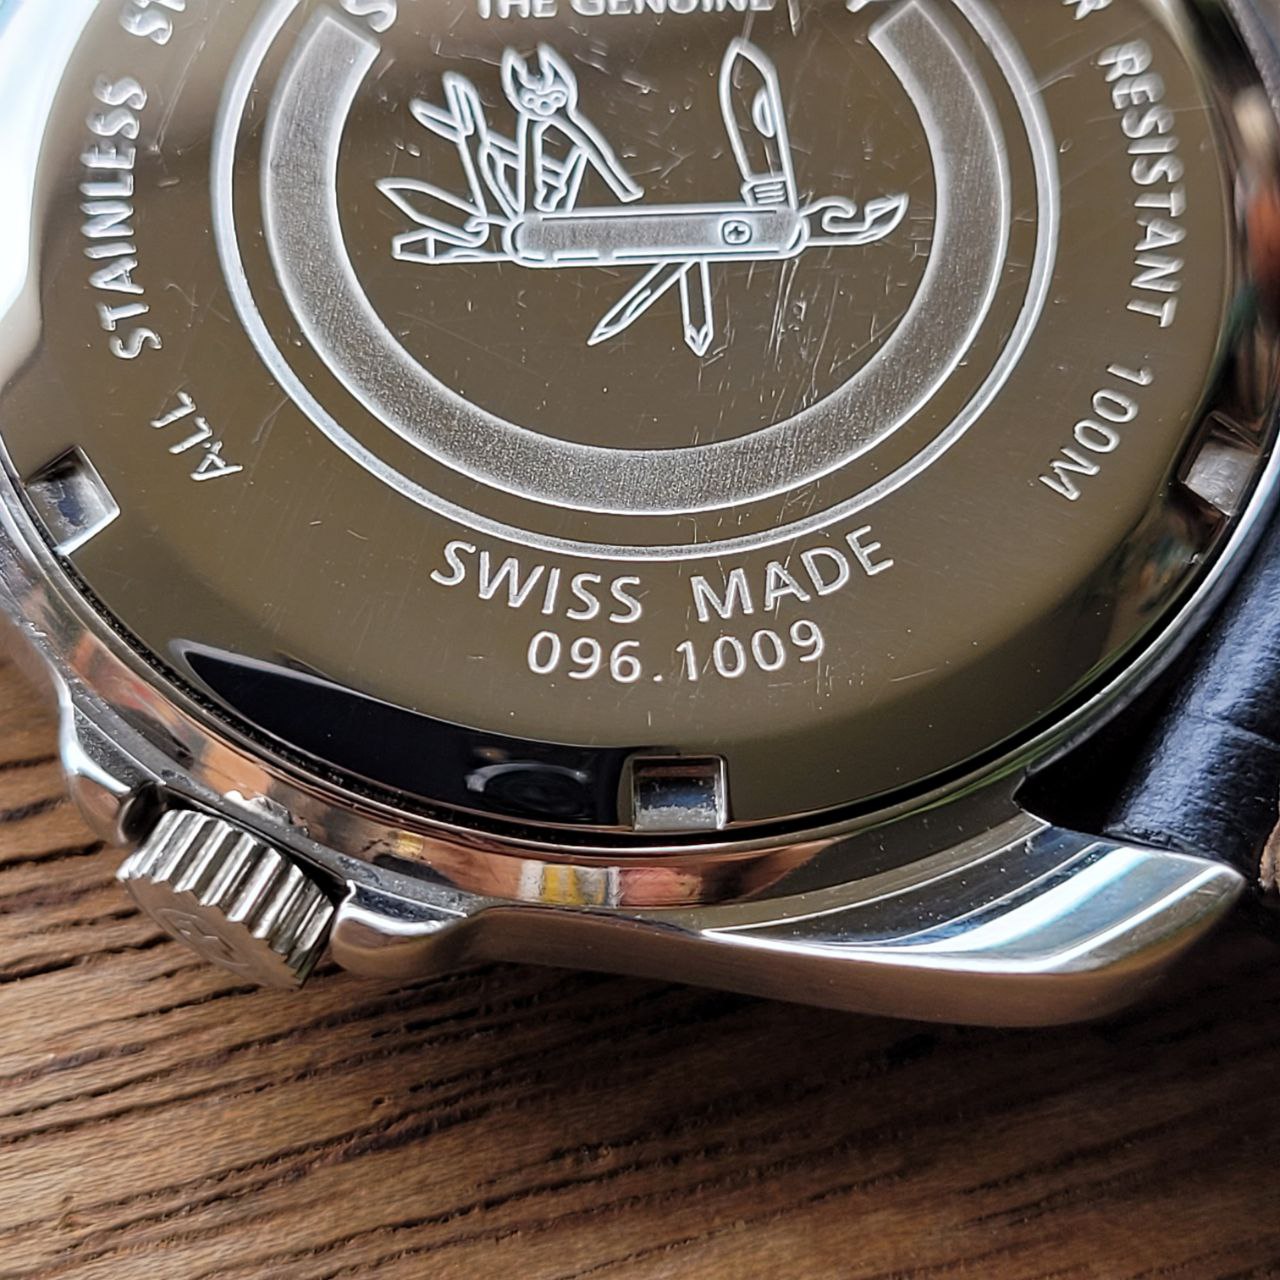 THE GENUINE
ALL STAINLESS
RESISTANT 100M
SWISS MADE
096.1009